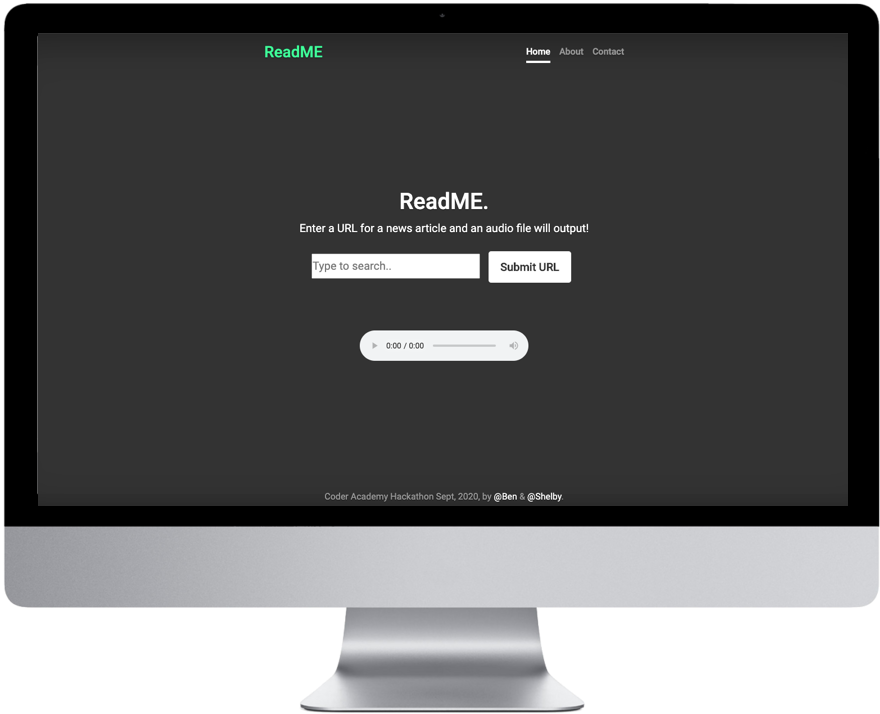 ReadME
Home About Contact
ReadME.
Enter a URL for a news article and an audio file will output!
Type to search..
Submit URL
0:00 / 0:00
Coder Academy Hackathon Sept, 2020, by @Ben & @Shelby.